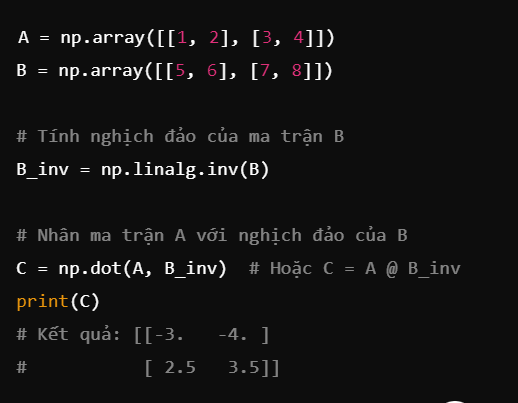 A = np.array([[1, 2], [3, 4]])
B = np.array([[5, 6], [7, 8]])
# Tính nghịch đảo của ma trận B
B_inv = np.linalg.inv(B)
# Nhân ma trận A với nghịch đảo của B
C = np.dot(A, B_inv)  # Hoặc C = A @ B_inv
print(C)
# Kết quả: [[-3.   -4. ]
#           [ 2.5   3.5]]